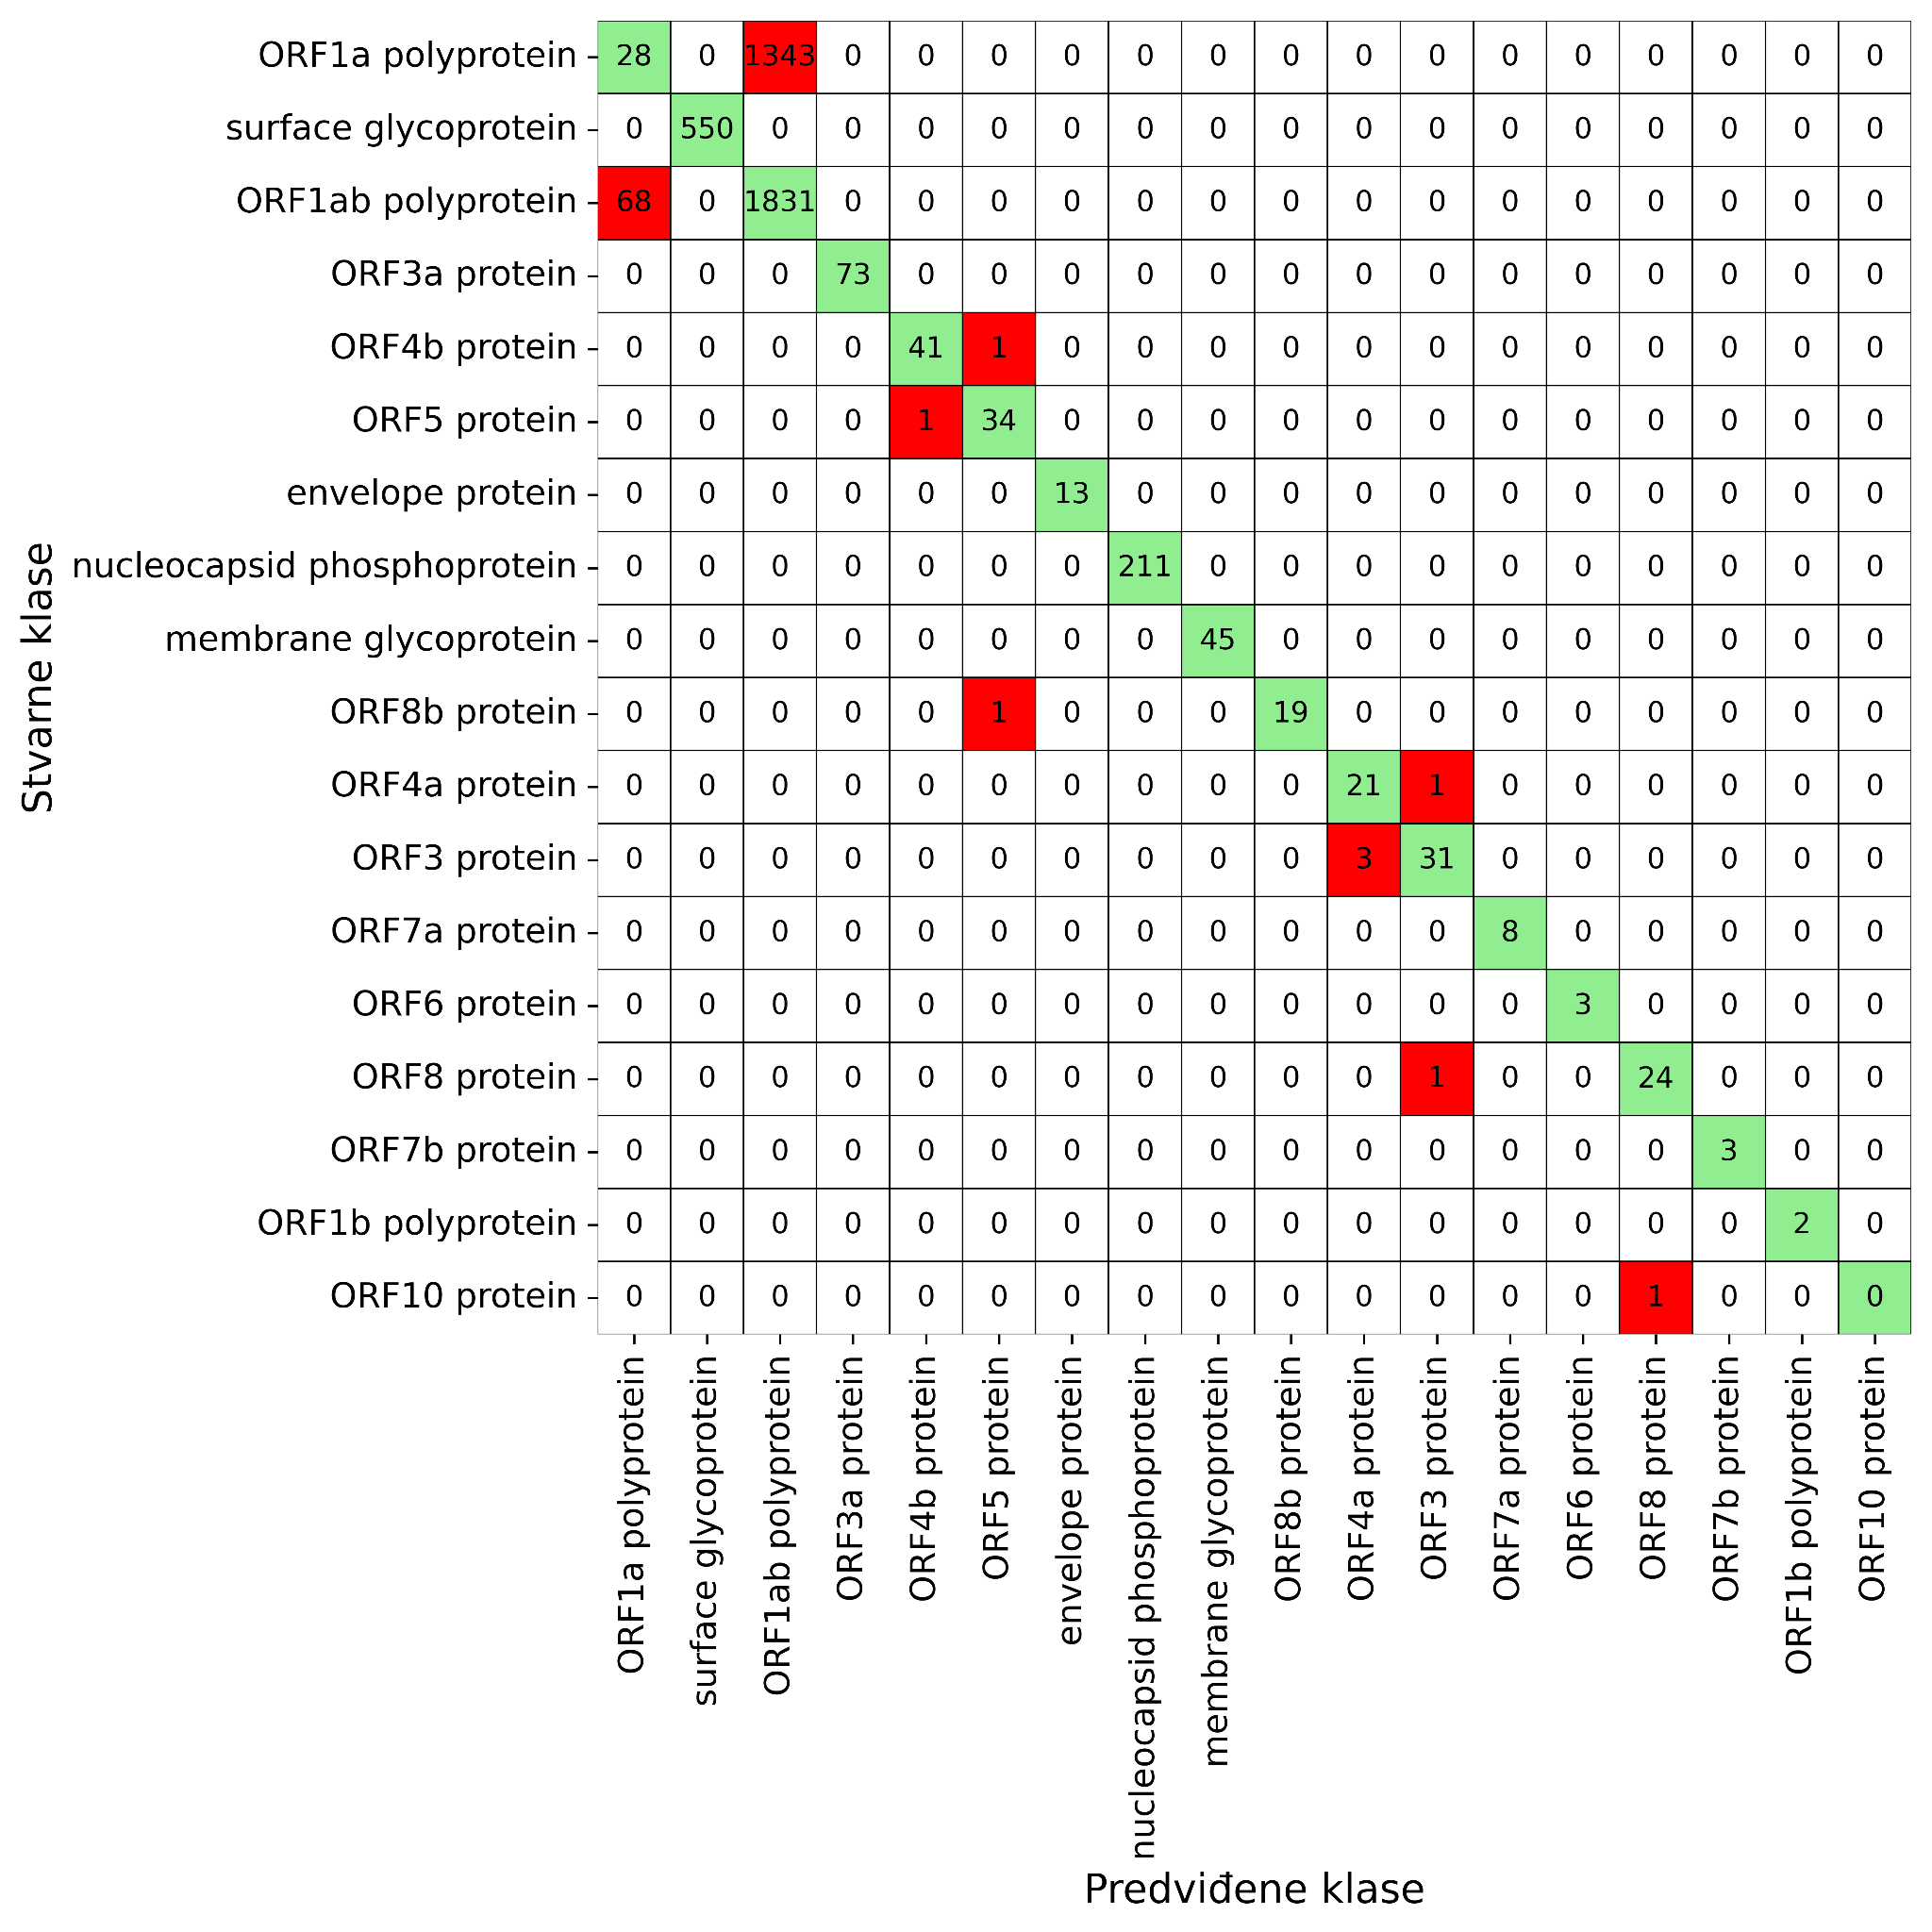 ORF1a polyprotein 28 0 1343 0 0 0 0 0 0 0 0 0 0 0 0 0 0 0
surface glycoprotein 0 550 0 0 0 0 0 0 0 0 0 0 0 0 0 0 0 0
ORF1ab polyprotein 68 0 1831 0 0 0 0 0 0 0 0 0 0 0 0 0 0 0
ORF3a protein 0 0 0 73 0 0 0 0 0 0 0 0 0 0 0 0 0 0
ORF4b protein 0 0 0 0 41 1 0 0 0 0 0 0 0 0 0 0 0 0
ORF5 protein 0 0 0 0 1 34 0 0 0 0 0 0 0 0 0 0 0 0
envelope protein 0 0 0 0 0 0 13 0 0 0 0 0 0 0 0 0 0 0
nucleocapsid phosphoprotein 0 0 0 0 0 0 0 211 0 0 0 0 0 0 0 0 0 0
membrane glycoprotein 0 0 0 0 0 0 0 0 45 0 0 0 0 0 0 0 0 0
ORF8b protein 0 0 0 0 0 1 0 0 0 19 0 0 0 0 0 0 0 0
ORF4a protein 0 0 0 0 0 0 0 0 0 0 21 1 0 0 0 0 0 0
ORF3 protein 0 0 0 0 0 0 0 0 0 0 3 31 0 0 0 0 0 0
ORF7a protein 0 0 0 0 0 0 0 0 0 0 0 0 8 0 0 0 0 0
ORF6 protein 0 0 0 0 0 0 0 0 0 0 0 0 0 3 0 0 0 0
ORF8 protein 0 0 0 0 0 0 0 0 0 0 0 1 0 0 24 0 0 0
ORF7b protein 0 0 0 0 0 0 0 0 0 0 0 0 0 0 0 3 0 0
ORF1b polyprotein 0 0 0 0 0 0 0 0 0 0 0 0 0 0 0 0 2 0
ORF10 protein 0 0 0 0 0 0 0 0 0 0 0 0 0 0 1 0 0 0
Stvarne klase
ORF1a polyprotein
surface glycoprotein
ORF1ab polyprotein
ORF3a protein
ORF4b protein
ORF5 protein
envelope protein
nucleocapsid phosphoprotein
membrane glycoprotein
ORF8b protein
ORF4a protein
ORF3 protein
ORF7a protein
ORF6 protein
ORF8 protein
ORF7b protein
ORF1b polyprotein
ORF10 protein
Predviđene klase